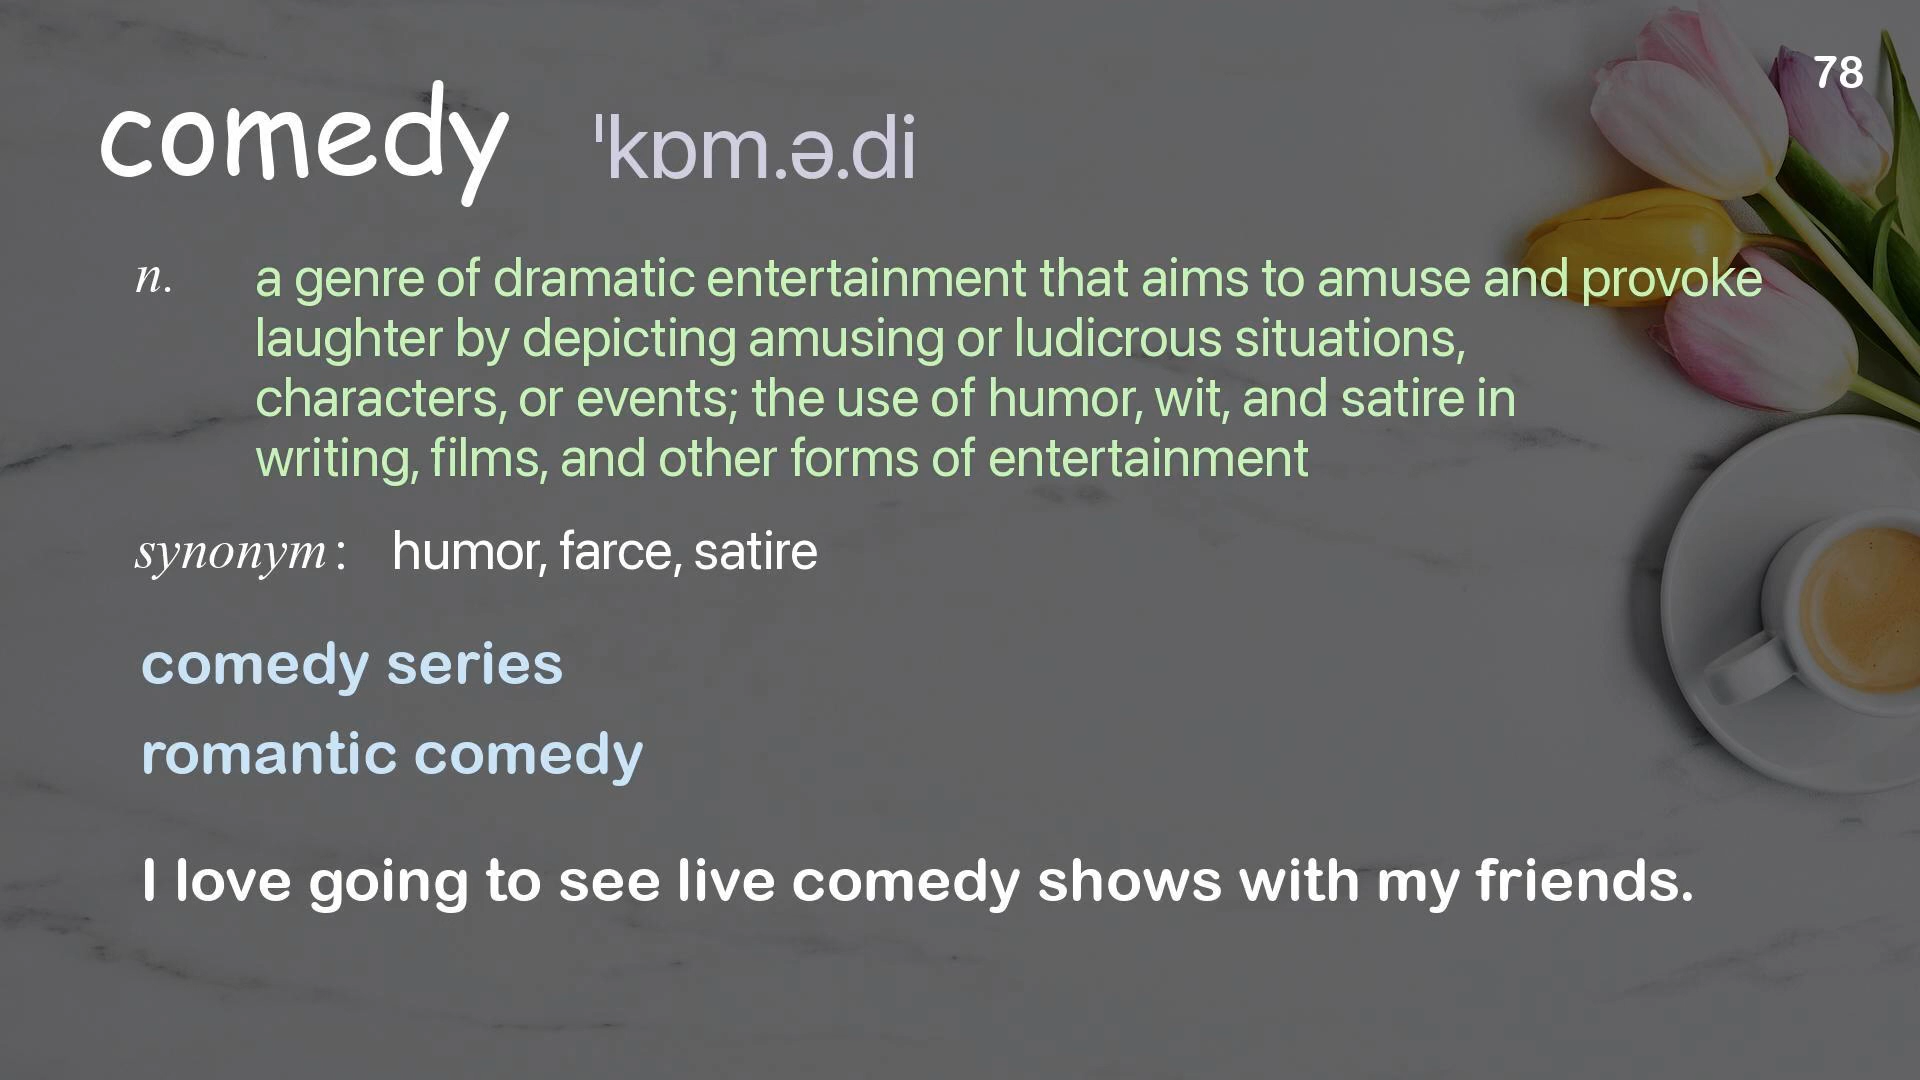 78
comedy ˈkɒm.ə.di
n. a genre of dramatic entertainment that aims to amuse and provoke
laughter by depicting amusing or ludicrous situations,
characters, or events; the use of humor, wit, and satire in
writing, films, and other forms of entertainment
synonym: humor, farce, satire
comedy series
romantic comedy
I love going to see live comedy shows with my friends.